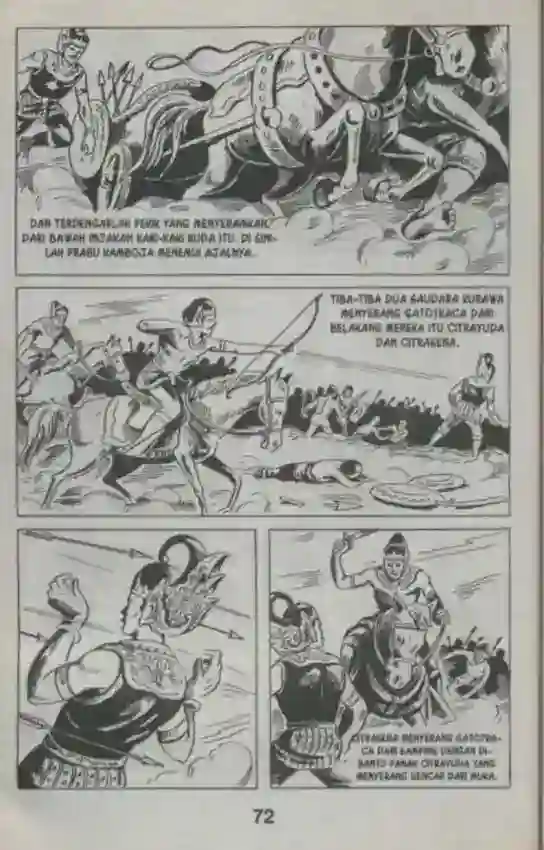 DAN TERDENGARLAH PEKIK YANG MENYERAMKAN,
DARI BAWAH INJAKAN KAKI-KAKI KUDA ITU. DI SINI-
LAH PRABU KAMBOJA MENEMUI AJALNYA.
TIBA-TIBA DUA SAUDARA KURAWA
MENYERANG GATOTKACA DARI
BELAKANG MEREKA ITU CITRAYUDA
DAN
MENYERANG GATOTKA-
CA DARI SAMPING DENGAN DI-
BANTU PANAH CITRAYUDA YANG
MENYERANG GENCAR DARI MUKA.
72